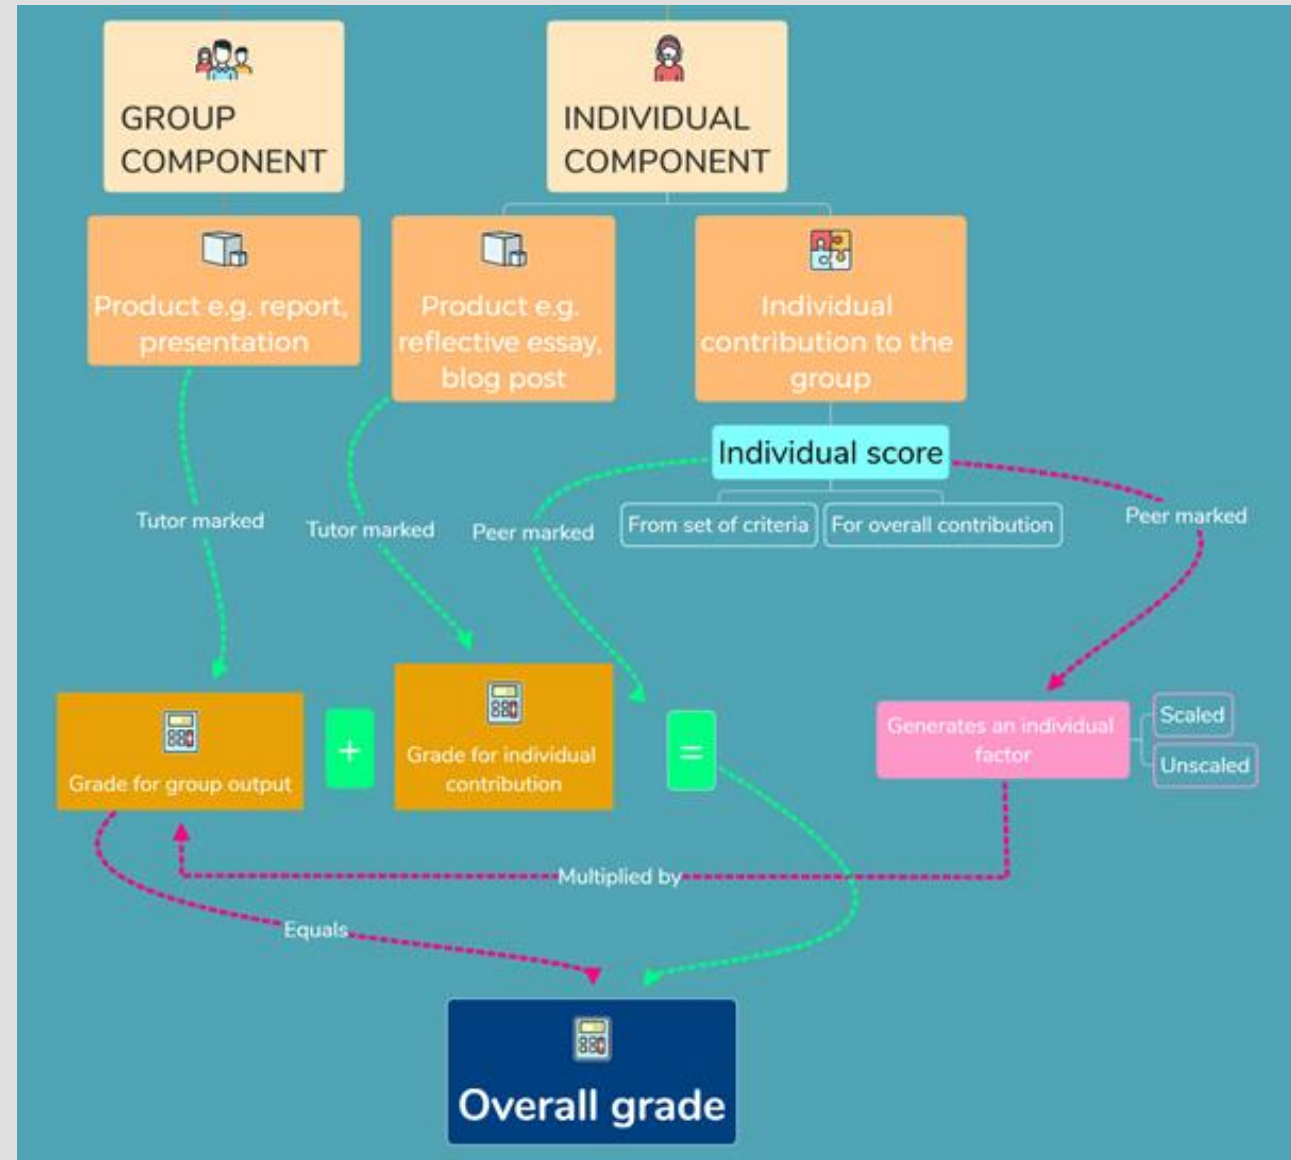 GROUP
COMPONENT
INDIVIDUAL
COMPONENT
Product e.g. report,
presentation
Product e.g.
reflective essay,
blog post
Individual
contribution to the
group
Individual score
From set of criteria
For overall contribution
Tutor marked
Tutor marked
Peer marked
Peer marked
Grade for group output
+
Grade for individual
contribution
=
Generates an individual
factor
Scaled
Unscaled
Multiplied by
Equals
Overall grade